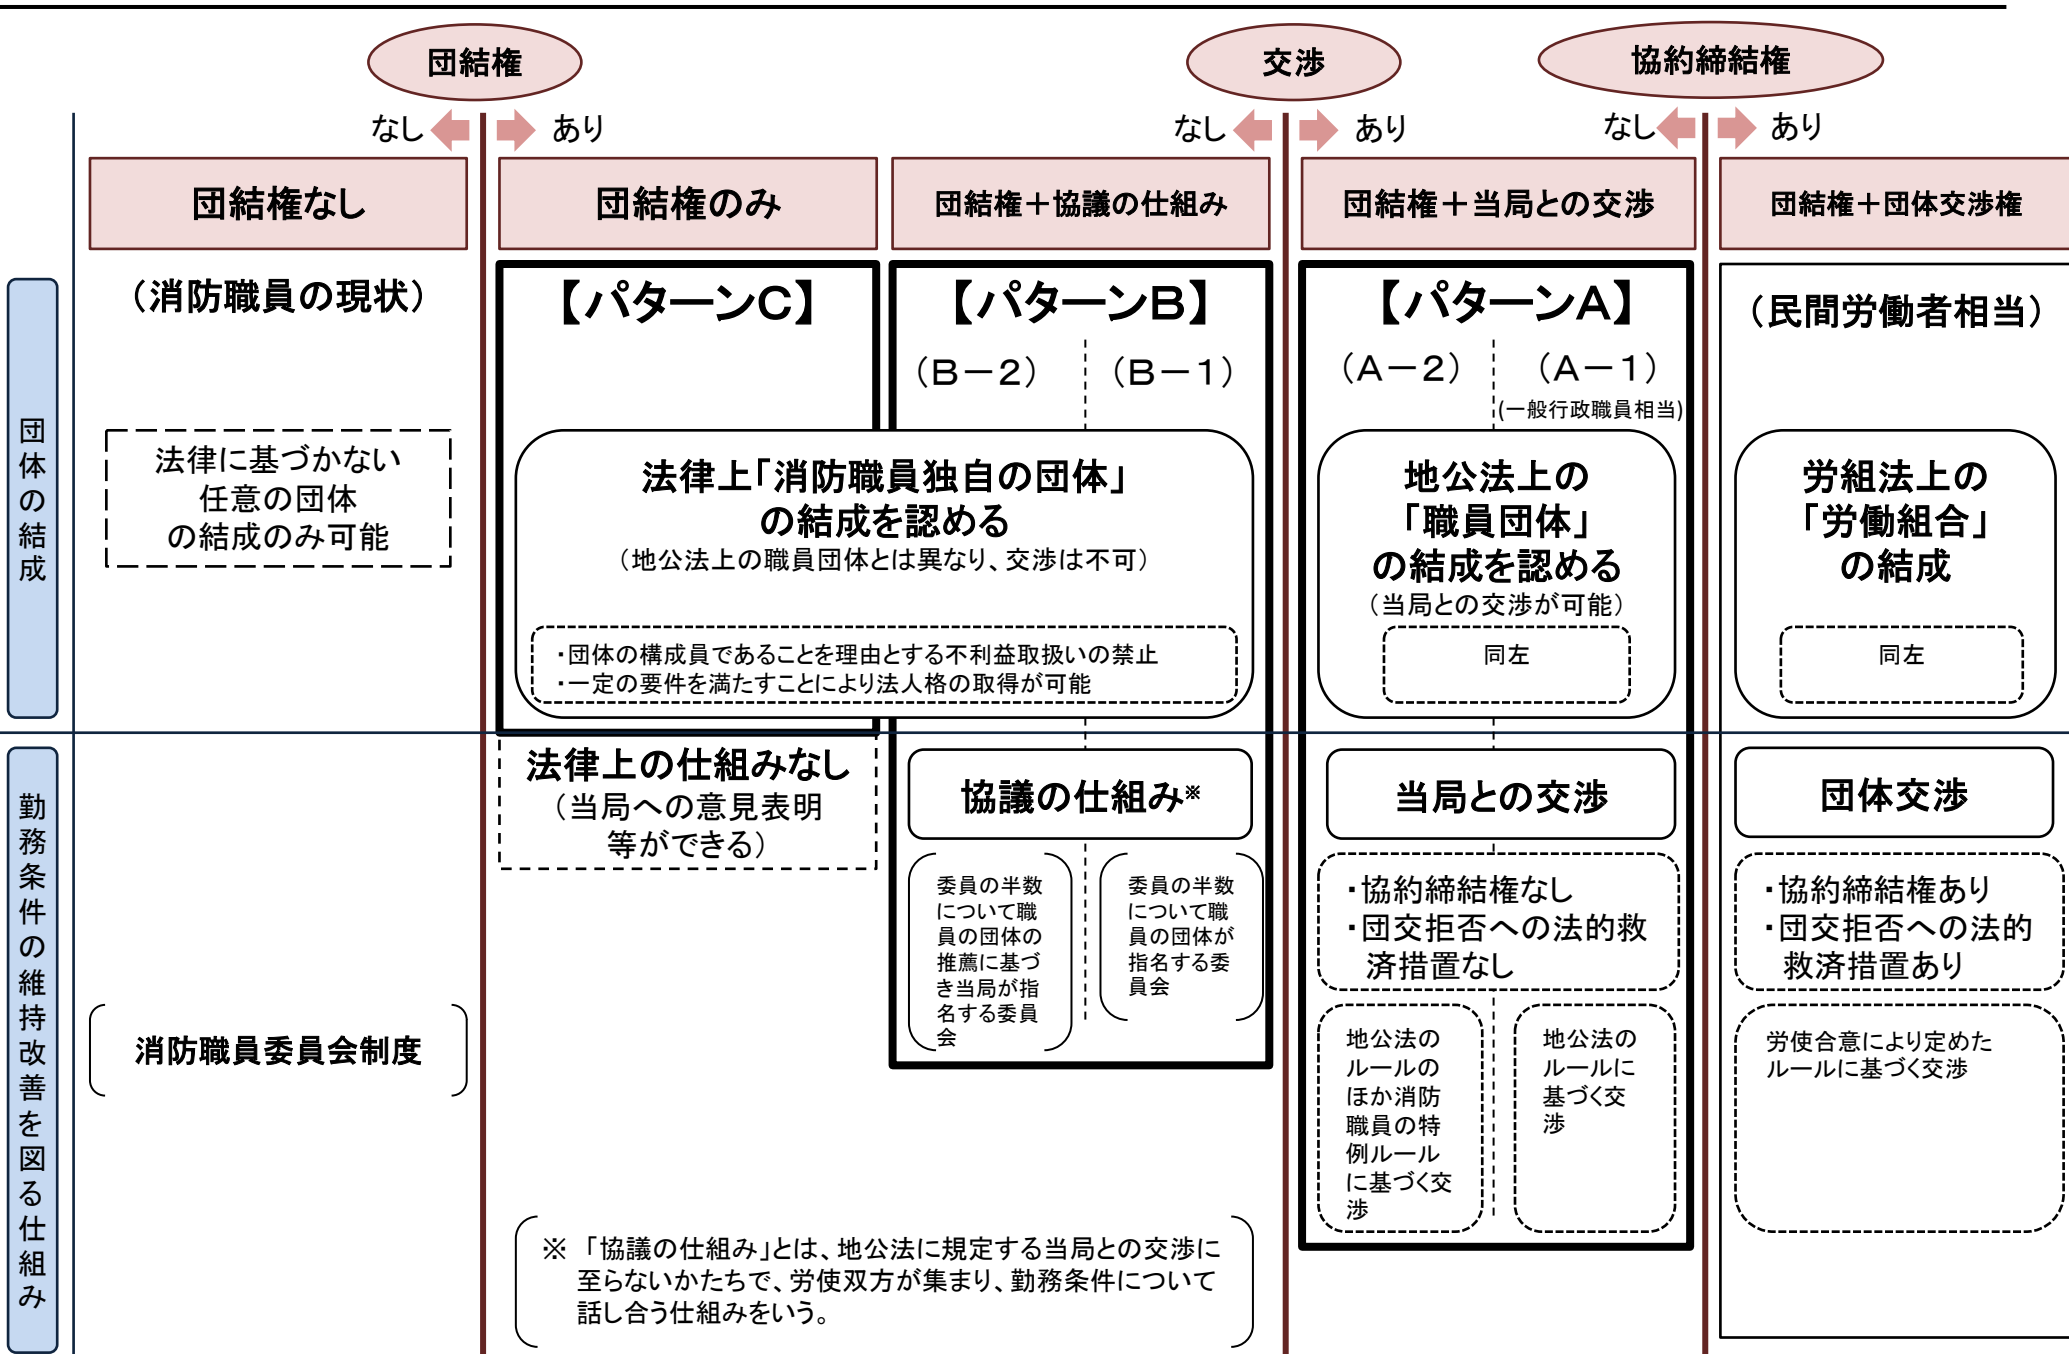 団結権
交渉
協約締結権
なし
あり
なし
あり
なし
あり
団結権なし
団結権のみ
団結権＋協議の仕組み
団結権＋当局との交渉
団結権＋団体交渉権
団体の結成
（消防職員の現状）
法律に基づかない
任意の団体
の結成のみ可能
【パターンC】
【パターンB】
（B－2）
（B－1）
【パターンA】
（A－2）
（A－1）
(一般行政職員相当)
（民間労働者相当）
法律上「消防職員独自の団体」
の結成を認める
（地公法上の職員団体とは異なり、交渉は不可）
・団体の構成員であることを理由とする不利益取扱いの禁止
・一定の要件を満たすことにより法人格の取得が可能
地公法上の
「職員団体」
の結成を認める
（当局との交渉が可能）
同左
労組法上の
「労働組合」
の結成
同左
勤務条件の維持改善を図る仕組み
消防職員委員会制度
法律上の仕組みなし
（当局への意見表明
等ができる）
協議の仕組み※
委員の半数
について職
員の団体の
推薦に基づ
き当局が指
名する委員
会
委員の半数
について職
員の団体が
指名する委
員会
当局との交渉
・協約締結権なし
・団交拒否への法的救
済措置なし
地公法の
ルールの
ほか消防
職員の特
例ルール
に基づく交
渉
地公法の
ルールに
基づく交
渉
団体交渉
・協約締結権あり
・団交拒否への法的
救済措置あり
労使合意により定めた
ルールに基づく交渉
※ 「協議の仕組み」とは、地公法に規定する当局との交渉に
至らないかたちで、労使双方が集まり、勤務条件について
話し合う仕組みをいう。